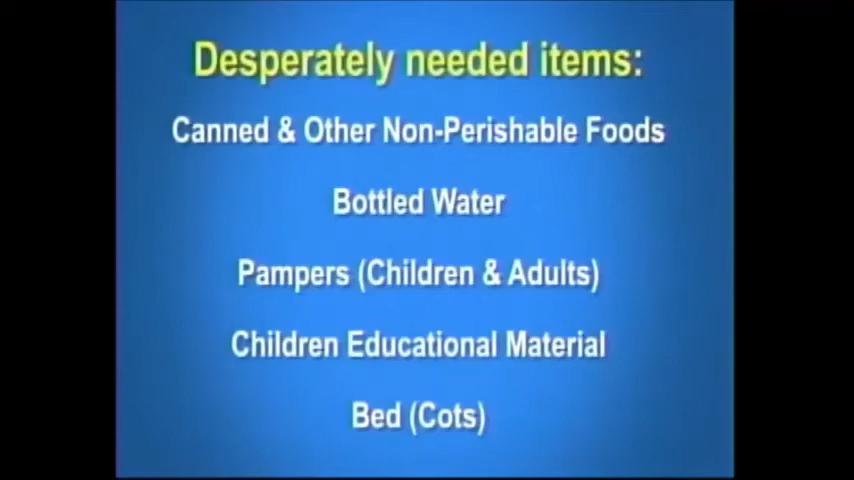 Desperately needed items:
Canned & Other Non-Perishable Foods
Bottled Water
Pampers (Children & Adults)
Children Educational Material
Bed (Cots)